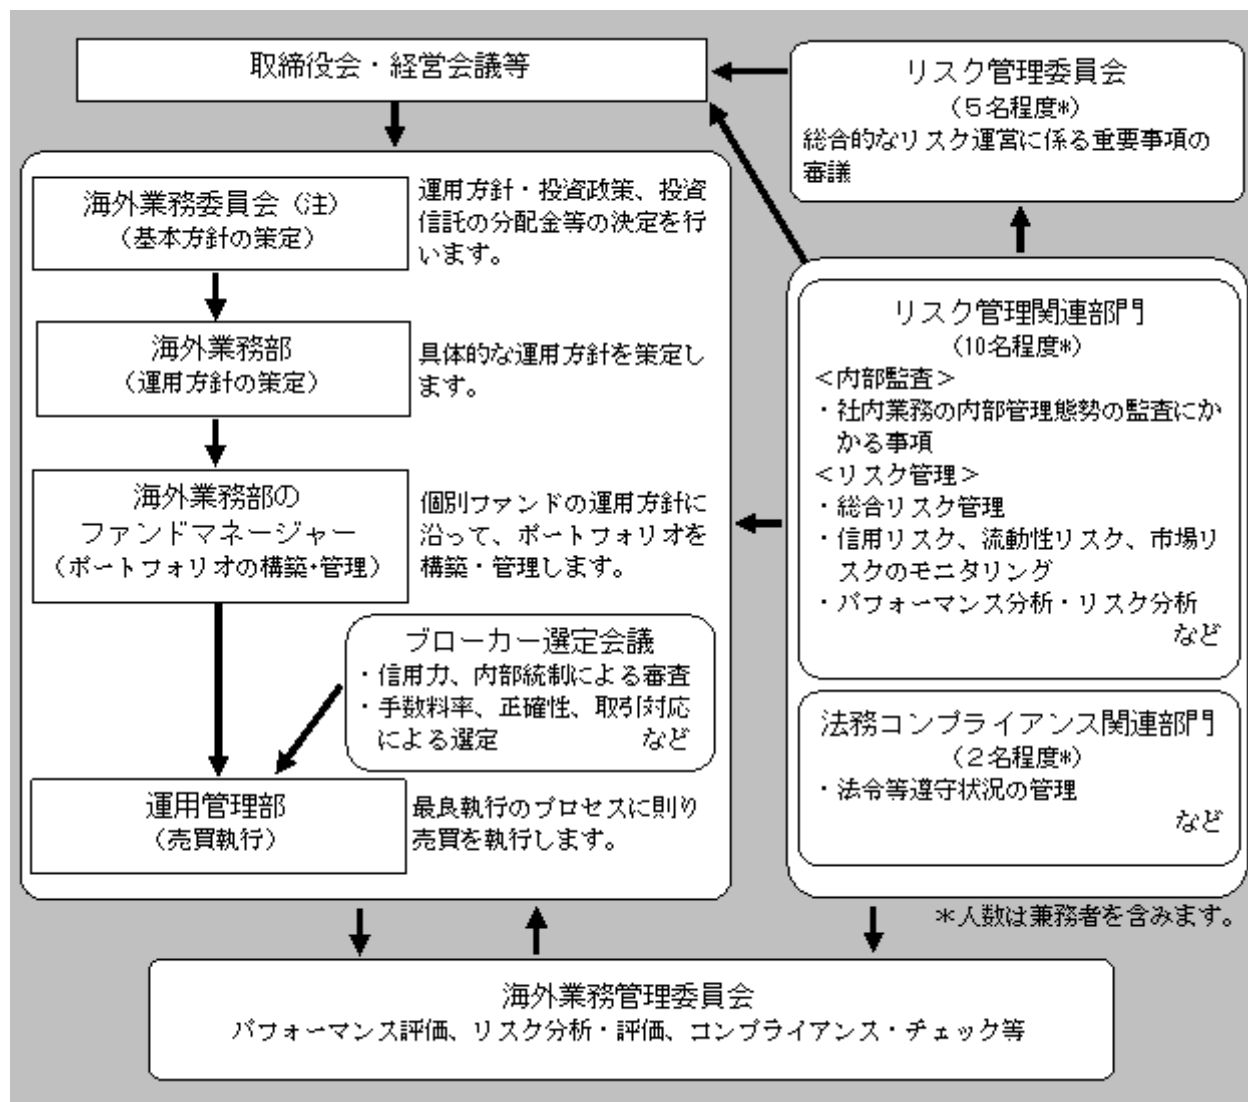 取締役会・経営会議等
リスク管理委員会
（５名程度*）
総合的なリスク運営に係る重要事項の
審議
海外業務委員会（注）
（基本方針の策定）
運用方針・投資政策、投資
信託の分配金等の決定を行
います。
海外業務部
（運用方針の策定）
具体的な運用方針を策定し
ます。
海外業務部の
ファンドマネージャー
（ポートフォリオの構築・管理）
個別ファンドの運用方針に
沿って、ポートフォリオを
構築・管理します。
ブローカー選定会議
・信用力、内部統制による審査
・手数料率、正確性、取引対応
による選定　など
運用管理部
（売買執行）
最良執行のプロセスに則り
売買を執行します。
リスク管理関連部門
（10名程度*）
＜内部監査＞
・社内業務の内部管理態勢の監査にか
かる事項
＜リスク管理＞
・総合リスク管理
・信用リスク、流動性リスク、市場リ
スクのモニタリング
・パフォーマンス分析・リスク分析
など
法務コンプライアンス関連部門
（２名程度*）
・法令等遵守状況の管理
など
＊人数は兼務者を含みます。
海外業務管理委員会
パフォーマンス評価、リスク分析・評価、コンプライアンス・チェック等